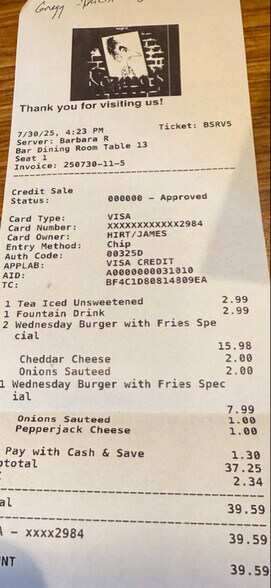 Gregg
Thank you for visiting us!
7/30/25, 4:23 PM Ticket: BSRV5
Server: Barbara R
Bar Dining Room Table 13
Seat 1
Invoice: 250730-11-5
Credit Sale
Status: 000000 - Approved
Card Type: VISA
Card Number: XXXXXXXXXXXX2984
Card Owner: HIRT/JAMES
Entry Method: Chip
Auth Code: 00325D
APPLAB: VISA CREDIT
AID: A0000000031010
TC: BF4C1D80814809EA
1 Tea Iced Unsweetened 2.99
1 Fountain Drink 2.99
2 Wednesday Burger with Fries Spe
cial
15.98
Cheddar Cheese 2.00
Onions Sauteed 2.00
1 Wednesday Burger with Fries Spec
ial
7.99
Onions Sauteed 1.00
Pepperjack Cheese 1.00
Pay with Cash & Save 1.30
btotal 37.25
2.34
al 39.59
A - xxxx2984 39.59
NT 39.59